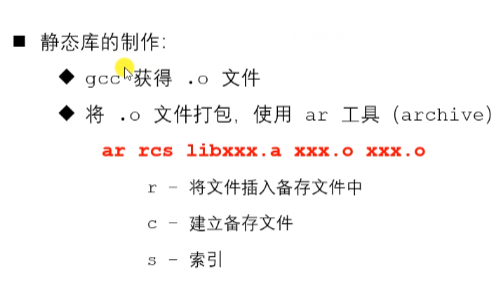 ■ 静态库的制作:
◆ gcc 获得 .o 文件
◆ 将 .o 文件打包，使用 ar 工具（archive）
ar rcs libxxx.a xxx.o xxx.o
r – 将文件插入备存文件中
c – 建立备存文件
s – 索引